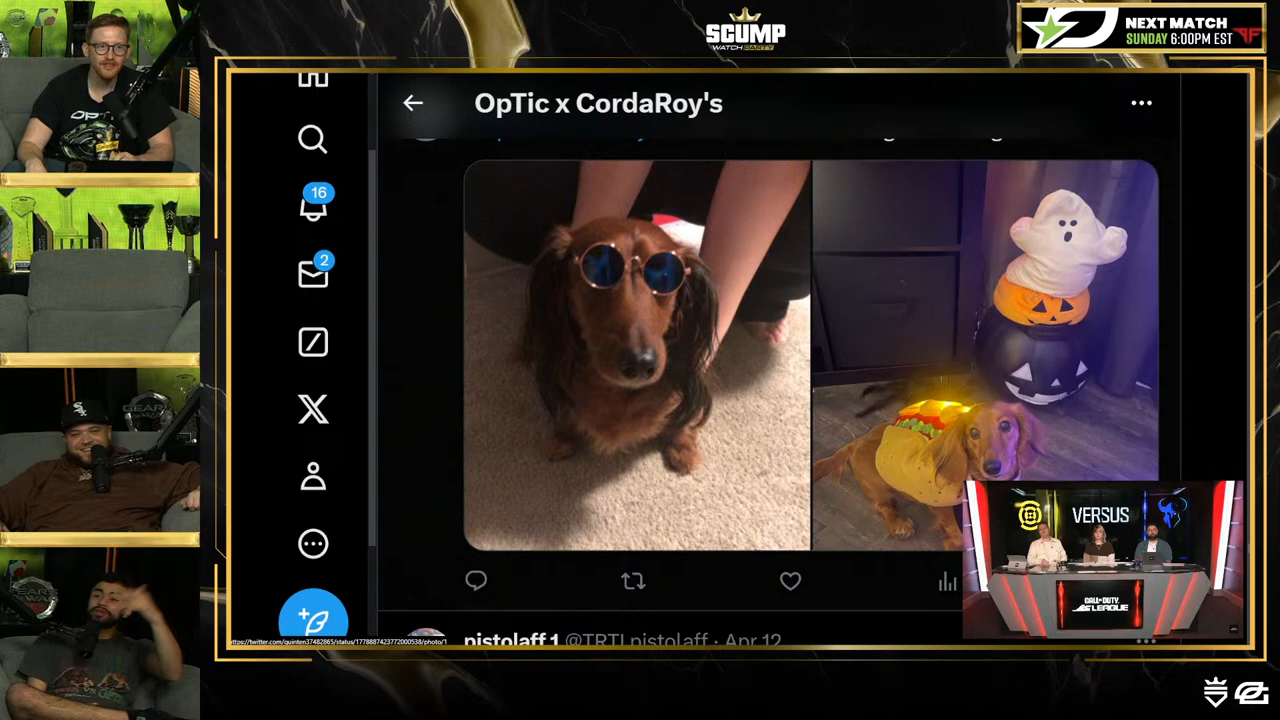 SCUMP
WATCH PARTY
NEXT MATCH
SUNDAY 6:00PM EST
OpTic x CordaRoy's
16
2
VERSUS
CALL OF DUTY
LEAGUE
pistolaff 1 @TRTLpistolaff · Apr 12